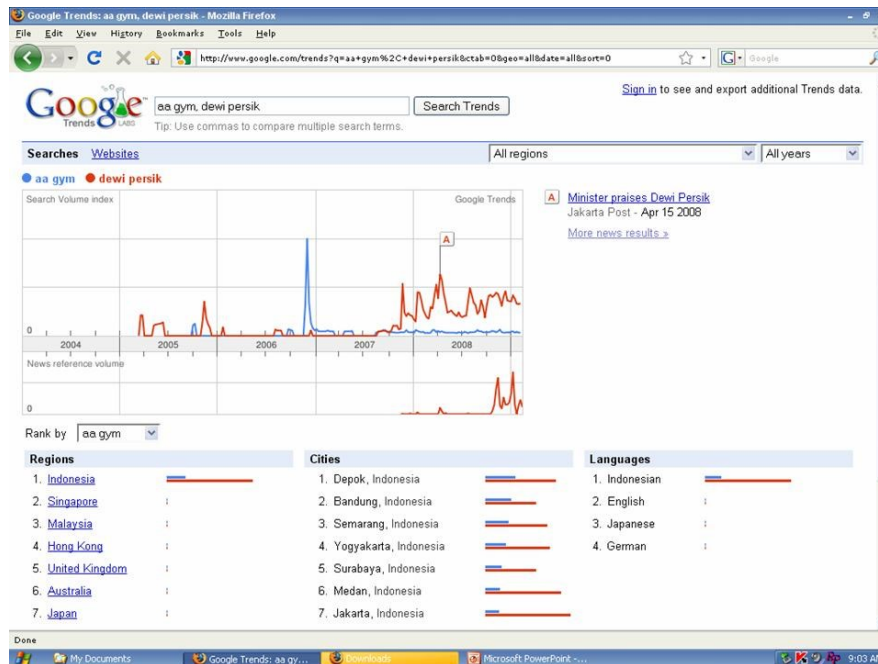 Google Trends: aa gym, dewi persik - Mozilla Firefox
File Edit View History Bookmarks Tools Help
http://www.google.com/trends?q=aa+gym%2C+dewi+persik&ctab=0&geo=all&date=all&sort=0
Google
Sign in to see and export additional Trends data.
Google Trends LABS
aa gym, dewi persik
Search Trends
Tip: Use commas to compare multiple search terms.
Searches Websites All regions All years
aa gym dewi persik
Search Volume index Google Trends
A Minister praises Dewi Persik
Jakarta Post - Apr 15 2008
More news results »
A
0
2004 2005 2006 2007 2008
News reference volume
0
Rank by aa gym
Regions Cities Languages
1. Indonesia 1. Depok, Indonesia 1. Indonesian
2. Singapore 2. Bandung, Indonesia 2. English
3. Malaysia 3. Semarang, Indonesia 3. Japanese
4. Hong Kong 4. Yogyakarta, Indonesia 4. German
5. United Kingdom 5. Surabaya, Indonesia
6. Australia 6. Medan, Indonesia
7. Japan 7. Jakarta, Indonesia
Done
My Documents Google Trends: aa gy... Downloads Microsoft PowerPoint -... 9:03 AM